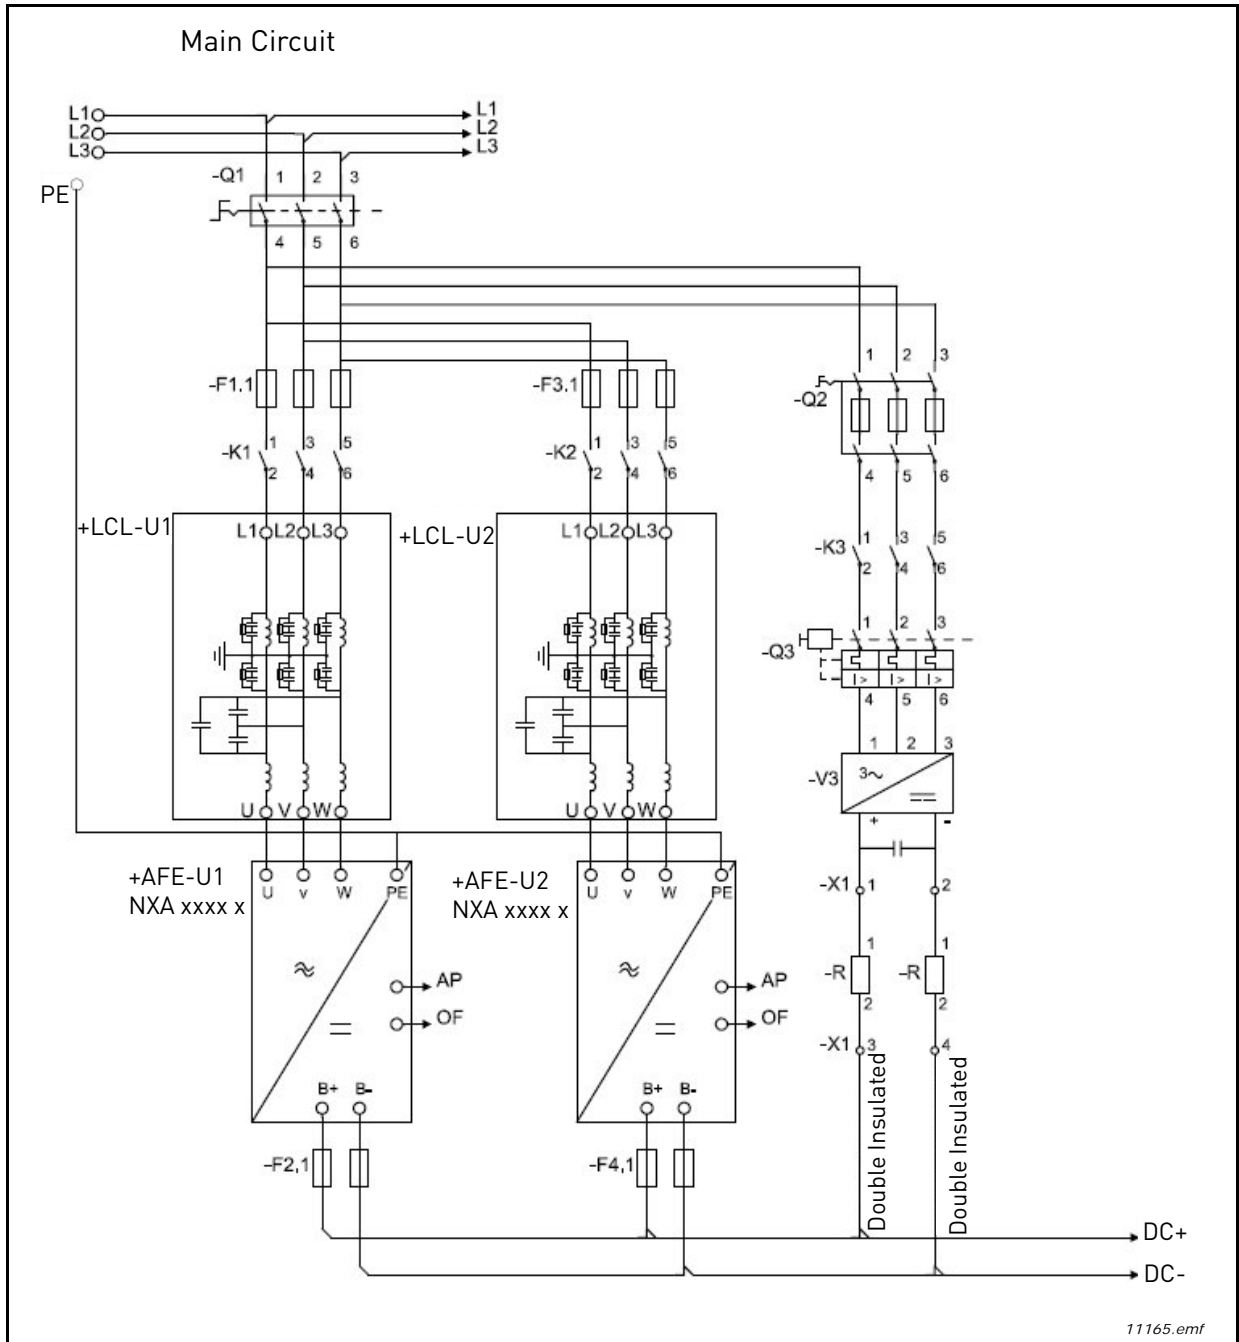 Main Circuit
L1 L1
L2 L2
L3 L3
PE
-Q1 1 2 3
4 5 6
1 2 3
-F1.1 -F3.1
-Q2
-K1 1 3 5
2 4 6
-K2 1 3 5
2 4 6
4 5 6
+LCL-U1 L1 L2 L3
+LCL-U2 L1 L2 L3
-K3 1 3 5
2 4 6
-Q3 1 2 3
I> I> I>
4 5 6
1 2 3
-V3 3~
+ -
U V W
U V W
+AFE-U1
NXA xxxx x
U v W PE
+AFE-U2
NXA xxxx x
U v W PE
-X1 1 2
1 1
-R -R
2 2
-X1 3 4
AP
OF
AP
OF
B+ B-
B+ B-
-F2,1 -F4,1
Double Insulated
Double Insulated
DC+
DC-
11165.emf